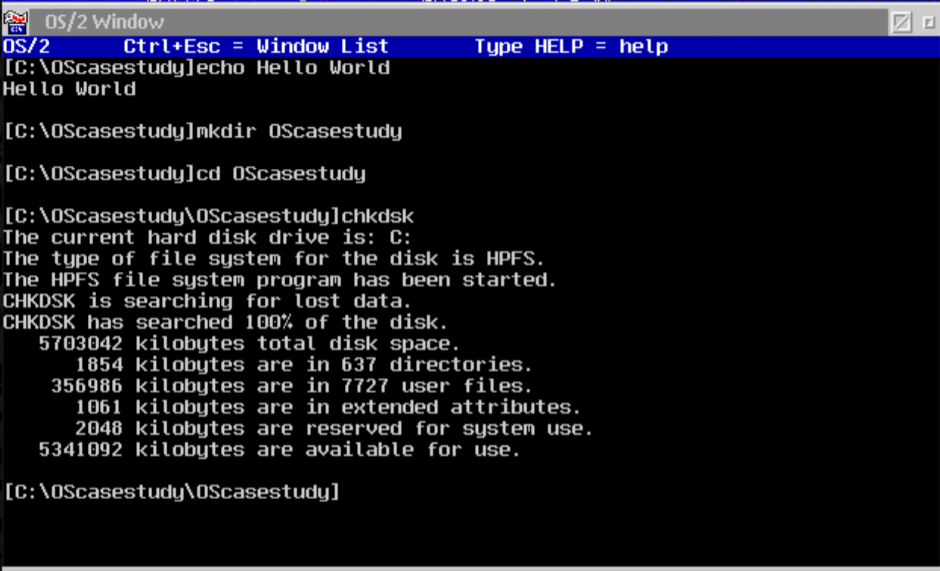 OS/2 Window
OS/2      Ctrl+Esc = Window List       Type HELP = help
[C:\OScasestudy]echo Hello World
Hello World

[C:\OScasestudy]mkdir OScasestudy

[C:\OScasestudy]cd OScasestudy

[C:\OScasestudy\OScasestudy]chkdsk
The current hard disk drive is: C:
The type of file system for the disk is HPFS.
The HPFS file system program has been started.
CHKDSK is searching for lost data.
CHKDSK has searched 100% of the disk.
   5703042 kilobytes total disk space.
      1854 kilobytes are in 637 directories.
    356986 kilobytes are in 7727 user files.
      1061 kilobytes are in extended attributes.
      2048 kilobytes are reserved for system use.
   5341092 kilobytes are available for use.

[C:\OScasestudy\OScasestudy]